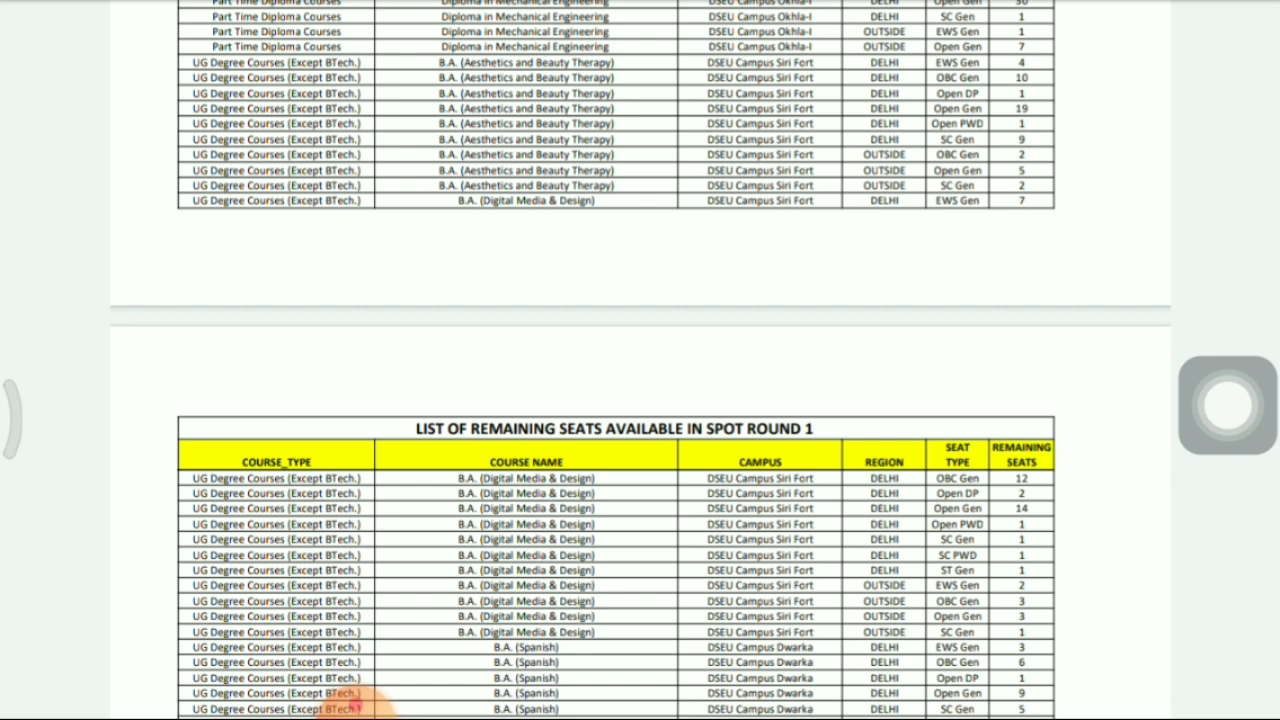 Part Time Diploma Courses Diploma in Mechanical Engineering DSEU Campus Okhla-I DELHI Open Gen 30
Part Time Diploma Courses Diploma in Mechanical Engineering DSEU Campus Okhla-I DELHI SC Gen 1
Part Time Diploma Courses Diploma in Mechanical Engineering DSEU Campus Okhla-I OUTSIDE EWS Gen 1
Part Time Diploma Courses Diploma in Mechanical Engineering DSEU Campus Okhla-I OUTSIDE Open Gen 7
UG Degree Courses (Except BTech.) B.A. (Aesthetics and Beauty Therapy) DSEU Campus Siri Fort DELHI EWS Gen 4
UG Degree Courses (Except BTech.) B.A. (Aesthetics and Beauty Therapy) DSEU Campus Siri Fort DELHI OBC Gen 10
UG Degree Courses (Except BTech.) B.A. (Aesthetics and Beauty Therapy) DSEU Campus Siri Fort DELHI Open DP 1
UG Degree Courses (Except BTech.) B.A. (Aesthetics and Beauty Therapy) DSEU Campus Siri Fort DELHI Open Gen 19
UG Degree Courses (Except BTech.) B.A. (Aesthetics and Beauty Therapy) DSEU Campus Siri Fort DELHI Open PWD 1
UG Degree Courses (Except BTech.) B.A. (Aesthetics and Beauty Therapy) DSEU Campus Siri Fort DELHI SC Gen 9
UG Degree Courses (Except BTech.) B.A. (Aesthetics and Beauty Therapy) DSEU Campus Siri Fort OUTSIDE OBC Gen 2
UG Degree Courses (Except BTech.) B.A. (Aesthetics and Beauty Therapy) DSEU Campus Siri Fort OUTSIDE Open Gen 5
UG Degree Courses (Except BTech.) B.A. (Aesthetics and Beauty Therapy) DSEU Campus Siri Fort OUTSIDE SC Gen 2
UG Degree Courses (Except BTech.) B.A. (Digital Media & Design) DSEU Campus Siri Fort DELHI EWS Gen 7
LIST OF REMAINING SEATS AVAILABLE IN SPOT ROUND 1
COURSE_TYPE COURSE NAME CAMPUS REGION SEAT TYPE REMAINING SEATS
UG Degree Courses (Except BTech.) B.A. (Digital Media & Design) DSEU Campus Siri Fort DELHI OBC Gen 12
UG Degree Courses (Except BTech.) B.A. (Digital Media & Design) DSEU Campus Siri Fort DELHI Open DP 2
UG Degree Courses (Except BTech.) B.A. (Digital Media & Design) DSEU Campus Siri Fort DELHI Open Gen 14
UG Degree Courses (Except BTech.) B.A. (Digital Media & Design) DSEU Campus Siri Fort DELHI Open PWD 1
UG Degree Courses (Except BTech.) B.A. (Digital Media & Design) DSEU Campus Siri Fort DELHI SC Gen 1
UG Degree Courses (Except BTech.) B.A. (Digital Media & Design) DSEU Campus Siri Fort DELHI SC PWD 1
UG Degree Courses (Except BTech.) B.A. (Digital Media & Design) DSEU Campus Siri Fort DELHI ST Gen 1
UG Degree Courses (Except BTech.) B.A. (Digital Media & Design) DSEU Campus Siri Fort OUTSIDE EWS Gen 2
UG Degree Courses (Except BTech.) B.A. (Digital Media & Design) DSEU Campus Siri Fort OUTSIDE OBC Gen 3
UG Degree Courses (Except BTech.) B.A. (Digital Media & Design) DSEU Campus Siri Fort OUTSIDE Open Gen 3
UG Degree Courses (Except BTech.) B.A. (Digital Media & Design) DSEU Campus Siri Fort OUTSIDE SC Gen 1
UG Degree Courses (Except BTech.) B.A. (Spanish) DSEU Campus Dwarka DELHI EWS Gen 3
UG Degree Courses (Except BTech.) B.A. (Spanish) DSEU Campus Dwarka DELHI OBC Gen 6
UG Degree Courses (Except BTech.) B.A. (Spanish) DSEU Campus Dwarka DELHI Open DP 1
UG Degree Courses (Except BTech.) B.A. (Spanish) DSEU Campus Dwarka DELHI Open Gen 9
UG Degree Courses (Except BTech.) B.A. (Spanish) DSEU Campus Dwarka DELHI SC Gen 5